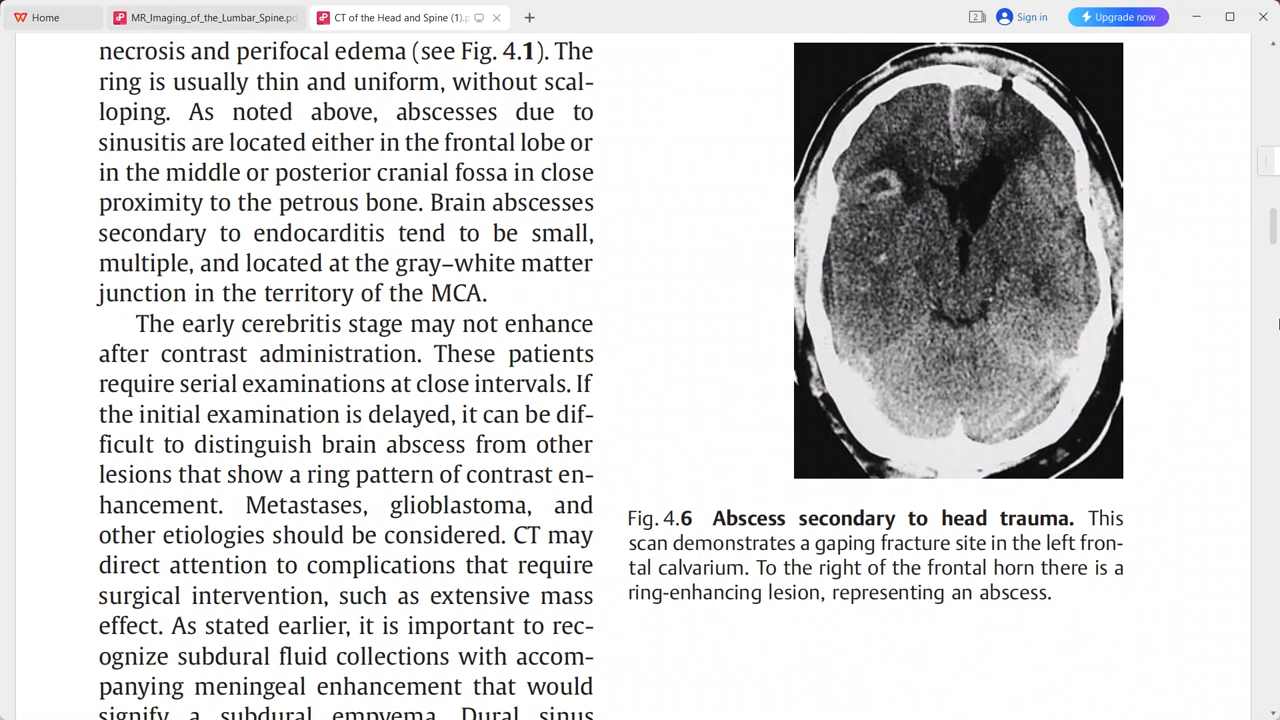 Home
MR_Imaging_of_the_Lumbar_Spine.pd
CT of the Head and Spine (1).p
2
Sign in
Upgrade now
necrosis and perifocal edema (see Fig. 4.1). The
ring is usually thin and uniform, without scal-
loping. As noted above, abscesses due to
sinusitis are located either in the frontal lobe or
in the middle or posterior cranial fossa in close
proximity to the petrous bone. Brain abscesses
secondary to endocarditis tend to be small,
multiple, and located at the gray–white matter
junction in the territory of the MCA.
The early cerebritis stage may not enhance
after contrast administration. These patients
require serial examinations at close intervals. If
the initial examination is delayed, it can be dif-
ficult to distinguish brain abscess from other
lesions that show a ring pattern of contrast en-
hancement. Metastases, glioblastoma, and
other etiologies should be considered. CT may
direct attention to complications that require
surgical intervention, such as extensive mass
effect. As stated earlier, it is important to rec-
ognize subdural fluid collections with accom-
panying meningeal enhancement that would
signify a subdural empyema. Dural sinus
Fig. 4.6 Abscess secondary to head trauma. This
scan demonstrates a gaping fracture site in the left fron-
tal calvarium. To the right of the frontal horn there is a
ring-enhancing lesion, representing an abscess.